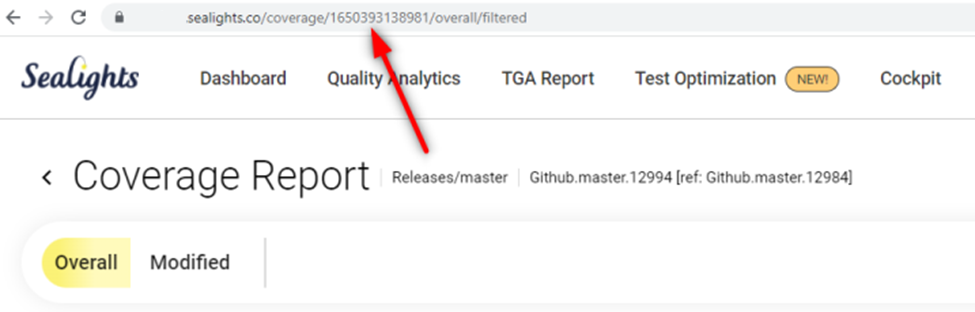 .sealights.co/coverage/1650393138981/overall/filtered
SeaLights Dashboard Quality Analytics TGA Report Test Optimization NEW! Cockpit
Coverage Report Releases/master Github.master.12994 [ref: Github.master.12984]
Overall Modified